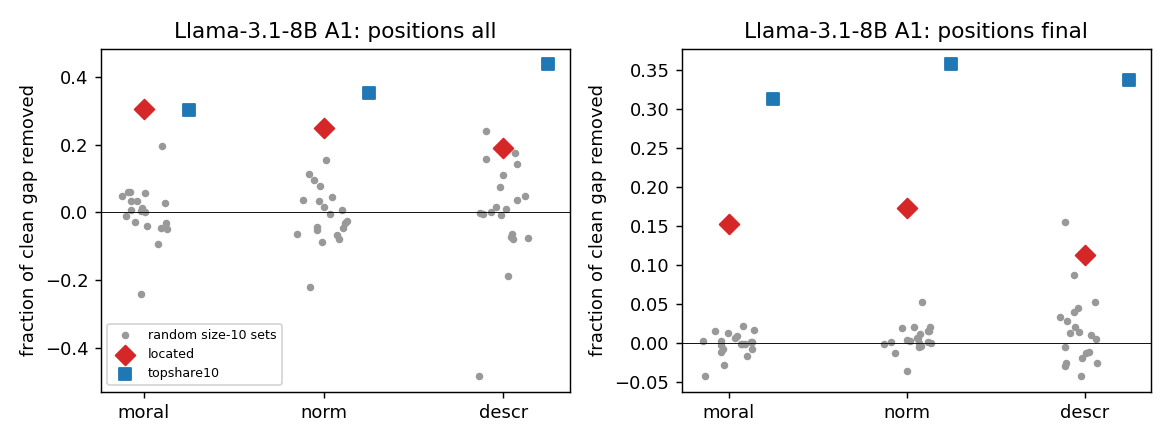 Llama-3.1-8B A1: positions all
fraction of clean gap removed
0.4
0.2
0.0
−0.2
−0.4
random size-10 sets
located
topshare10
moral norm descr
Llama-3.1-8B A1: positions final
fraction of clean gap removed
0.35
0.30
0.25
0.20
0.15
0.10
0.05
0.00
−0.05
moral norm descr